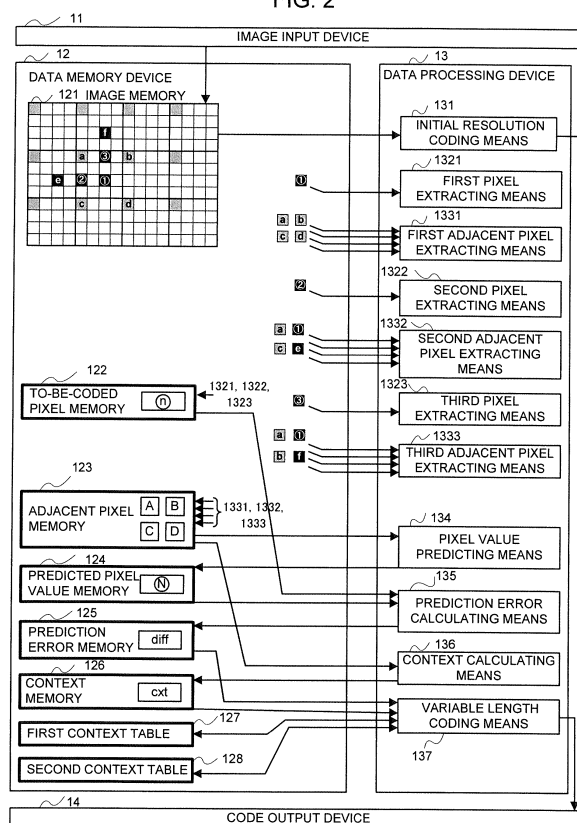 FIG. 2
11
IMAGE INPUT DEVICE
12
DATA MEMORY DEVICE
121 IMAGE MEMORY
f
a ③ b
e ② ①
c d
13
DATA PROCESSING DEVICE
131
INITIAL RESOLUTION
CODING MEANS
1321
①
FIRST PIXEL
EXTRACTING MEANS
1331
a b
c d
FIRST ADJACENT PIXEL
EXTRACTING MEANS
1322
②
SECOND PIXEL
EXTRACTING MEANS
1332
a ①
c e
SECOND ADJACENT
PIXEL EXTRACTING
MEANS
1323
③
THIRD PIXEL
EXTRACTING MEANS
1333
a ①
b f
THIRD ADJACENT PIXEL
EXTRACTING MEANS
122
TO-BE-CODED
PIXEL MEMORY
ⓝ
1321, 1322,
1323
123
ADJACENT PIXEL
MEMORY
A B
C D
1331, 1332,
1333
134
PIXEL VALUE
PREDICTING MEANS
124
PREDICTED PIXEL
VALUE MEMORY
Ⓝ
135
PREDICTION ERROR
CALCULATING MEANS
125
PREDICTION
ERROR MEMORY
diff
136
CONTEXT CALCULATING
MEANS
126
CONTEXT
MEMORY
cxt
VARIABLE LENGTH
CODING MEANS
137
127
FIRST CONTEXT TABLE
128
SECOND CONTEXT TABLE
14
CODE OUTPUT DEVICE